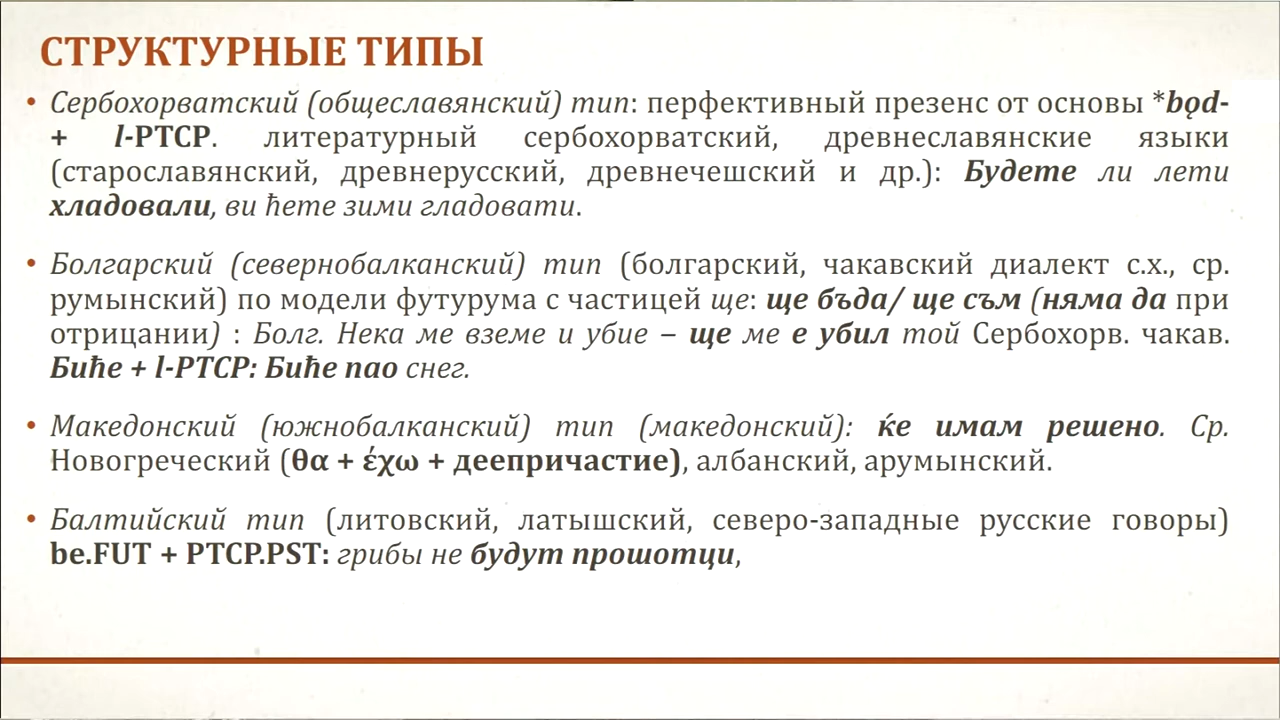 СТРУКТУРНЫЕ ТИПЫ
• Сербохорватский (общеславянский) тип: перфективный презенс от основы *bǫd-
+ l-PTCP. литературный сербохорватский, древнеславянские языки
(старославянский, древнерусский, древнечешский и др.): Будете ли лети
хладовали, ви ћете зими гладовати.
• Болгарский (севернобалканский) тип (болгарский, чакавский диалект с.х., ср.
румынский) по модели футурума с частицей ще: ще бъда/ ще съм (няма да при
отрицании) : Болг. Нека ме вземе и убие – ще ме е убил той Сербохорв. чакав.
Биће + l-PTCP: Биће пао снег.
• Македонский (южнобалканский) тип (македонский): ќе имам решено. Ср.
Новогреческий (θα + έχω + деепричастие), албанский, арумынский.
• Балтийский тип (литовский, латышский, северо-западные русские говоры)
be.FUT + PTCP.PST: грибы не будут прошотци,